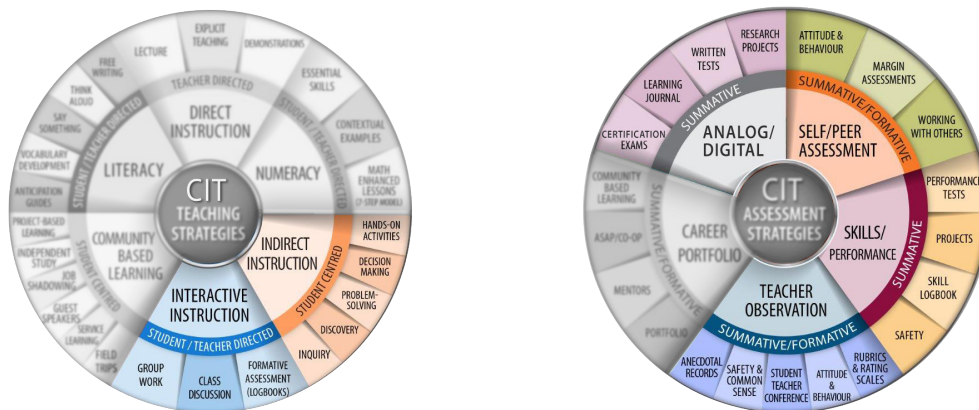 EXPLICIT
TEACHING
LECTURE
DEMONSTRATIONS
FREE
WRITING
ESSENTIAL
SKILLS
THINK
ALOUD
TEACHER DIRECTED
DIRECT
INSTRUCTION
SAY
SOMETHING
CONTEXTUAL
EXAMPLES
STUDENT / TEACHER DIRECTED
STUDENT / TEACHER DIRECTED
VOCABULARY
DEVELOPMENT
LITERACY
NUMERACY
MATH
ENHANCED
LESSONS
(7-STEP MODEL)
ANTICIPATION
GUIDES
CIT
TEACHING
STRATEGIES
PROJECT-BASED
LEARNING
COMMUNITY
BASED
LEARNING
INDIRECT
INSTRUCTION
HANDS-ON
ACTIVITIES
INDEPENDENT
STUDY
DECISION
MAKING
JOB
SHADOWING
STUDENT CENTRED
STUDENT CENTRED
PROBLEM-
SOLVING
GUEST
SPEAKERS
INTERACTIVE
INSTRUCTION
DISCOVERY
SERVICE
LEARNING
STUDENT / TEACHER DIRECTED
INQUIRY
FIELD
TRIPS
GROUP
WORK
CLASS
DISCUSSION
FORMATIVE
ASSESSMENT
(LOGBOOKS)
RESEARCH
PROJECTS
ATTITUDE &
BEHAVIOUR
WRITTEN
TESTS
MARGIN
ASSESSMENTS
LEARNING
JOURNAL
SUMMATIVE
SUMMATIVE/FORMATIVE
WORKING
WITH OTHERS
CERTIFICATION
EXAMS
ANALOG/
DIGITAL
SELF/PEER
ASSESSMENT
COMMUNITY
BASED
LEARNING
CIT
ASSESSMENT
STRATEGIES
PERFORMANCE
TESTS
ASAP/CO-OP
CAREER
PORTFOLIO
SKILLS/
PERFORMANCE
PROJECTS
SUMMATIVE/FORMATIVE
SUMMATIVE
MENTORS
SKILL
LOGBOOK
TEACHER
OBSERVATION
PORTFOLIO
SUMMATIVE/FORMATIVE
SAFETY
ANECDOTAL
RECORDS
SAFETY &
COMMON
SENSE
STUDENT
TEACHER
CONFERENCE
ATTITUDE &
BEHAVIOUR
RUBRICS
& RATING
SCALES